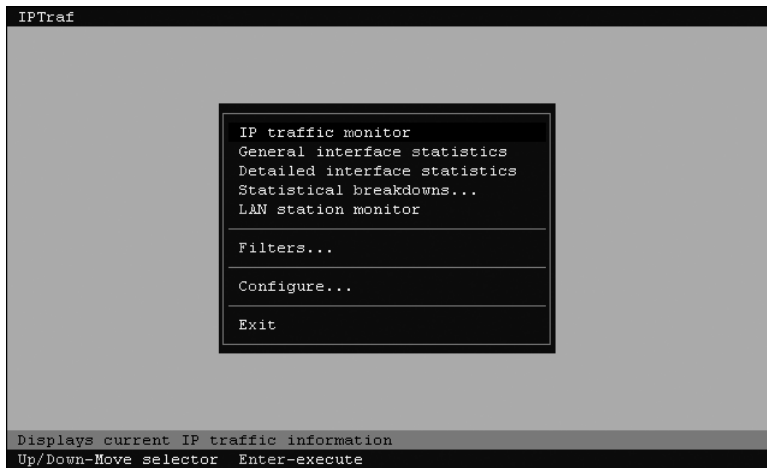 IPTraf
IP traffic monitor
General interface statistics
Detailed interface statistics
Statistical breakdowns...
LAN station monitor
Filters...
Configure...
Exit
Displays current IP traffic information
Up/Down-Move selector  Enter-execute